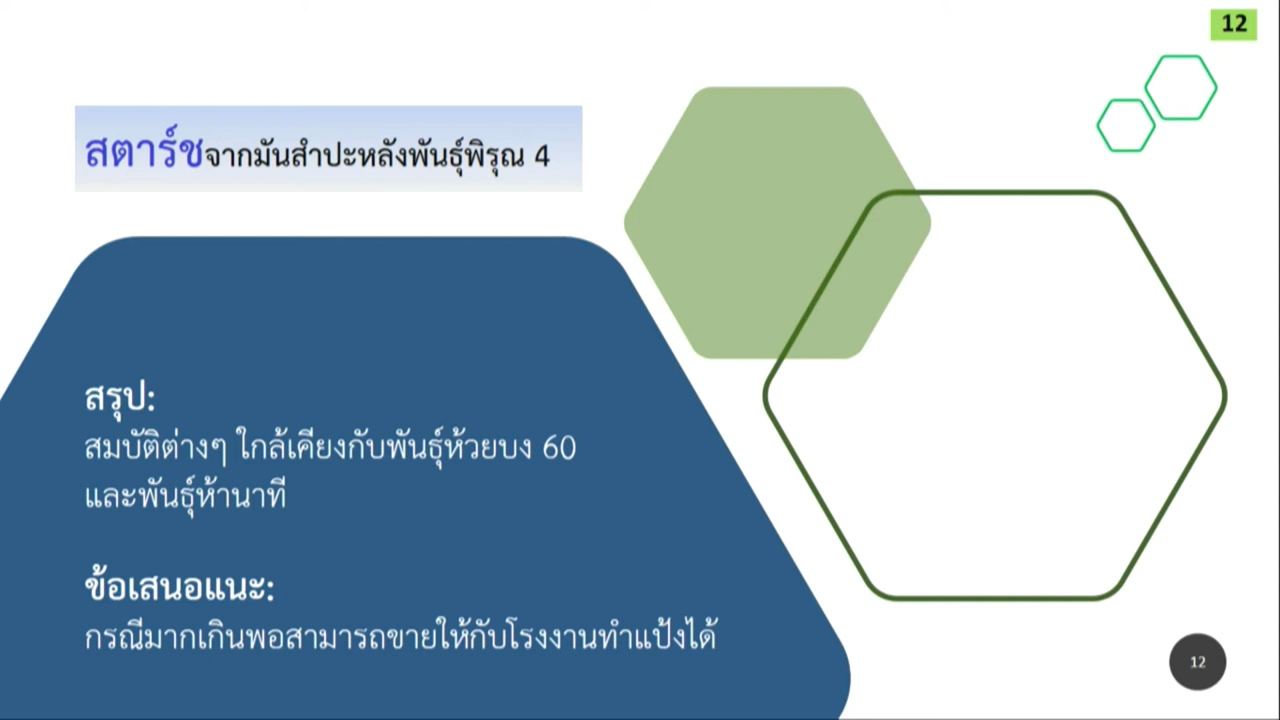 12
สตาร์ชจากมันสำปะหลังพันธุ์พิรุณ 4
สรุป:
สมบัติต่างๆ ใกล้เคียงกับพันธุ์ห้วยบง 60
และพันธุ์ห้านาที
ข้อเสนอแนะ:
กรณีมากเกินพอสามารถขายให้กับโรงงานทำแป้งได้
12